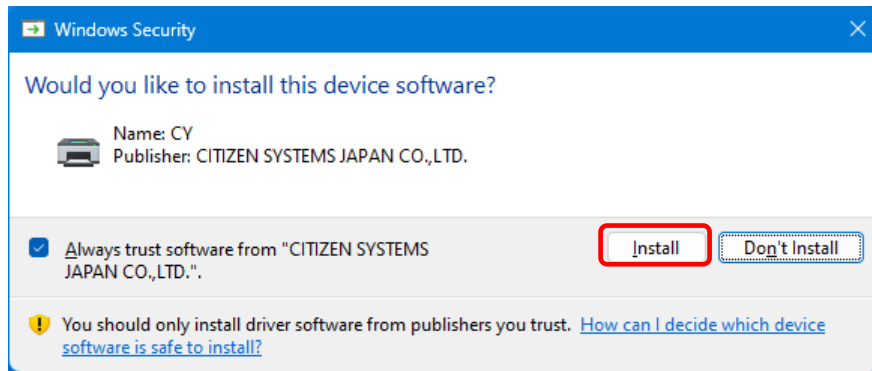 Windows Security
Would you like to install this device software?
Name: CY
Publisher: CITIZEN SYSTEMS JAPAN CO.,LTD.
Always trust software from "CITIZEN SYSTEMS
JAPAN CO.,LTD.".
Install
Don't Install
You should only install driver software from publishers you trust. How can I decide which device
software is safe to install?